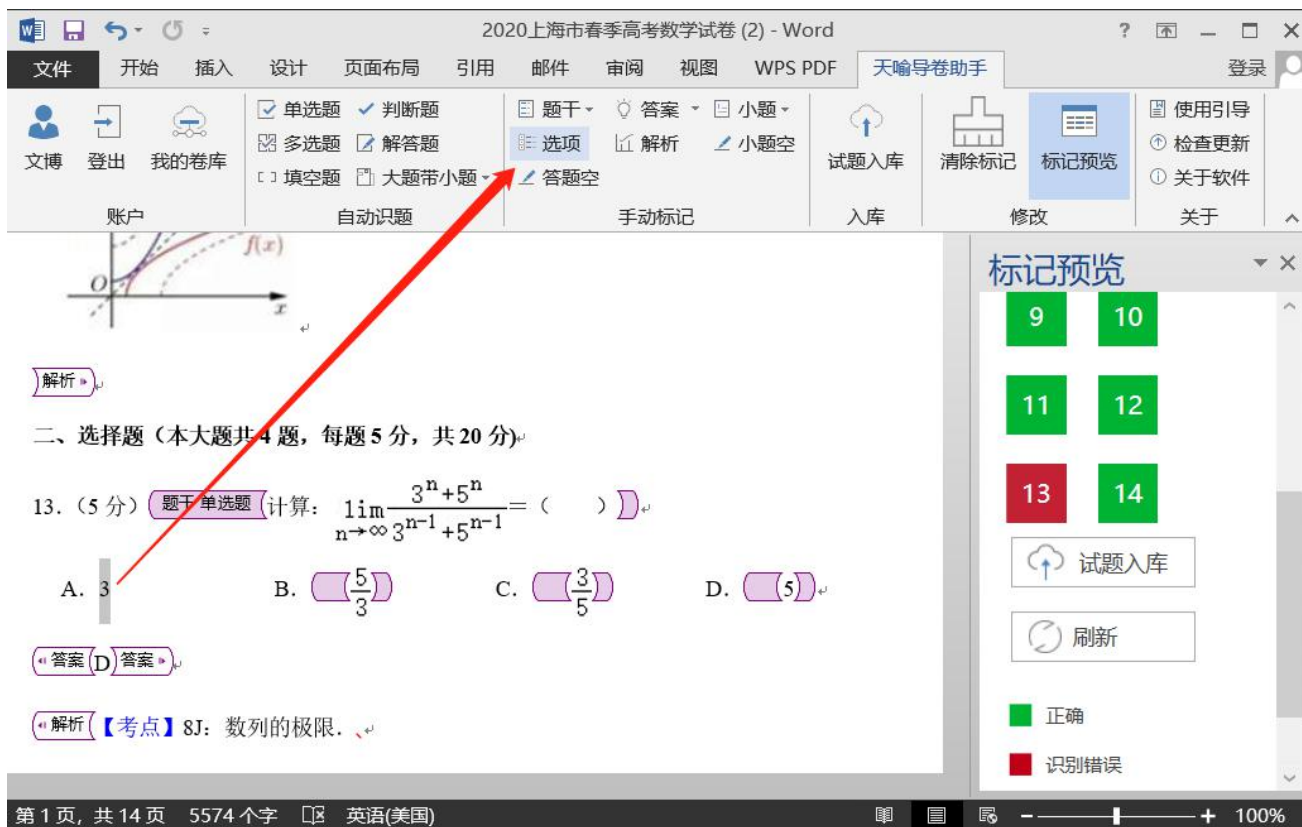 2020上海市春季高考数学试卷 (2) - Word
文件 开始 插入 设计 页面布局 引用 邮件 审阅 视图 WPS PDF 天喻导卷助手 登录
单选题 判断题 题干 答案 小题 使用引导
多选题 解答题 选项 解析 小题空 检查更新
文博 登出 我的卷库 试题入库 清除标记 标记预览
填空题 大题带小题 答题空 关于软件
账户 自动识题 手动标记 入库 修改 关于
f(x)
O
x
解析
二、选择题（本大题共4题，每题5分，共20分)
13.（5分）题干 单选题 计算： lim n→∞ (3^n+5^n)/(3^(n-1)+5^(n-1)) =（ ）
A. 3 B. 5/3 C. 3/5 D. 5
答案 D 答案
解析 【考点】8J：数列的极限．、
标记预览
9 10
11 12
13 14
试题入库
刷新
正确
识别错误
第1页, 共14页 5574个字 英语(美国) 100%